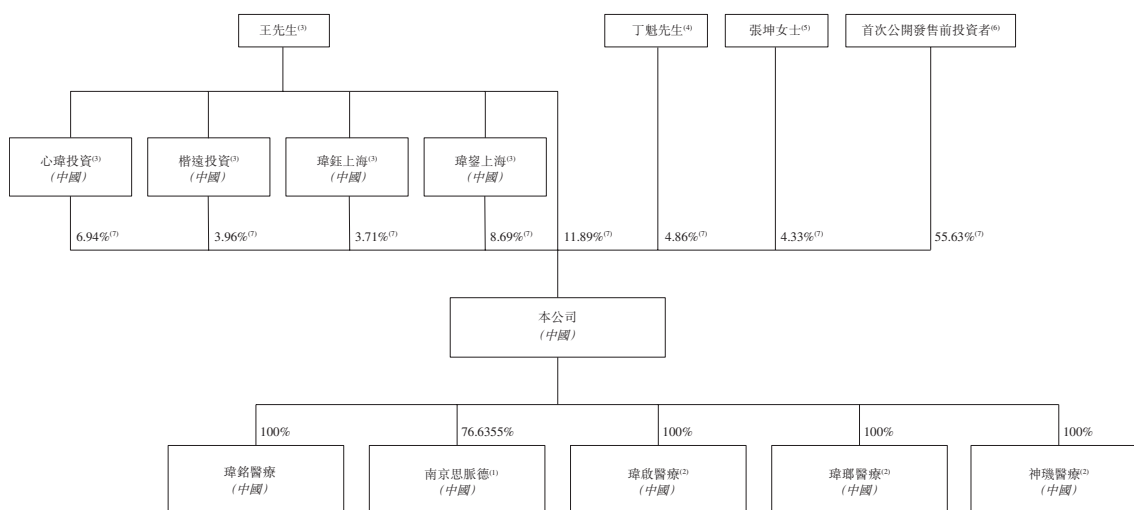 王先生(3)
丁魁先生(4)
張坤女士(5)
首次公開發售前投資者(6)
心瑋投資(3)
(中國)
楷遠投資(3)
(中國)
瑋鈺上海(3)
(中國)
瑋鋆上海(3)
(中國)
6.94%(7)
3.96%(7)
3.71%(7)
8.69%(7)
11.89%(7)
4.86%(7)
4.33%(7)
55.63%(7)
本公司
(中國)
100%
76.6355%
100%
100%
100%
瑋銘醫療
(中國)
南京思脈德(1)
(中國)
瑋啟醫療(2)
(中國)
瑋瑯醫療(2)
(中國)
神璣醫療(2)
(中國)